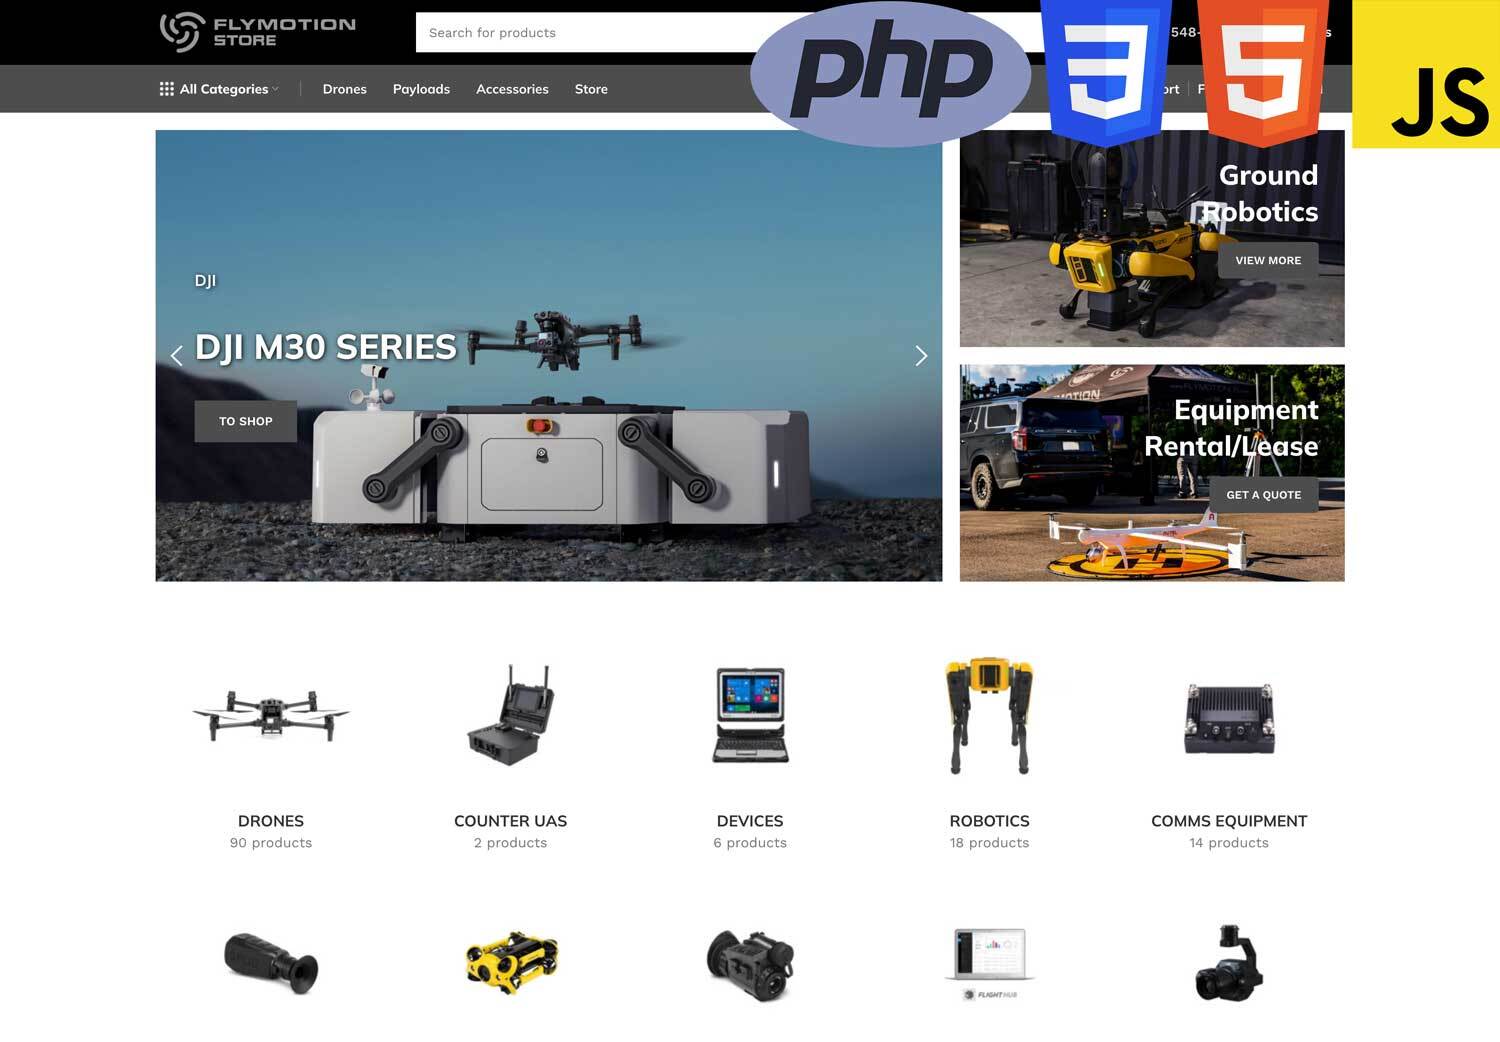 FLYMOTION
STORE
Search for products
548-
s
php
3
5
JS
All Categories
Drones
Payloads
Accessories
Store
ort
F
DJI
DJI M30 SERIES
TO SHOP
Ground
Robotics
VIEW MORE
Equipment
Rental/Lease
GET A QUOTE
DRONES
90 products
COUNTER UAS
2 products
DEVICES
6 products
ROBOTICS
18 products
COMMS EQUIPMENT
14 products
FLIGHTHUB